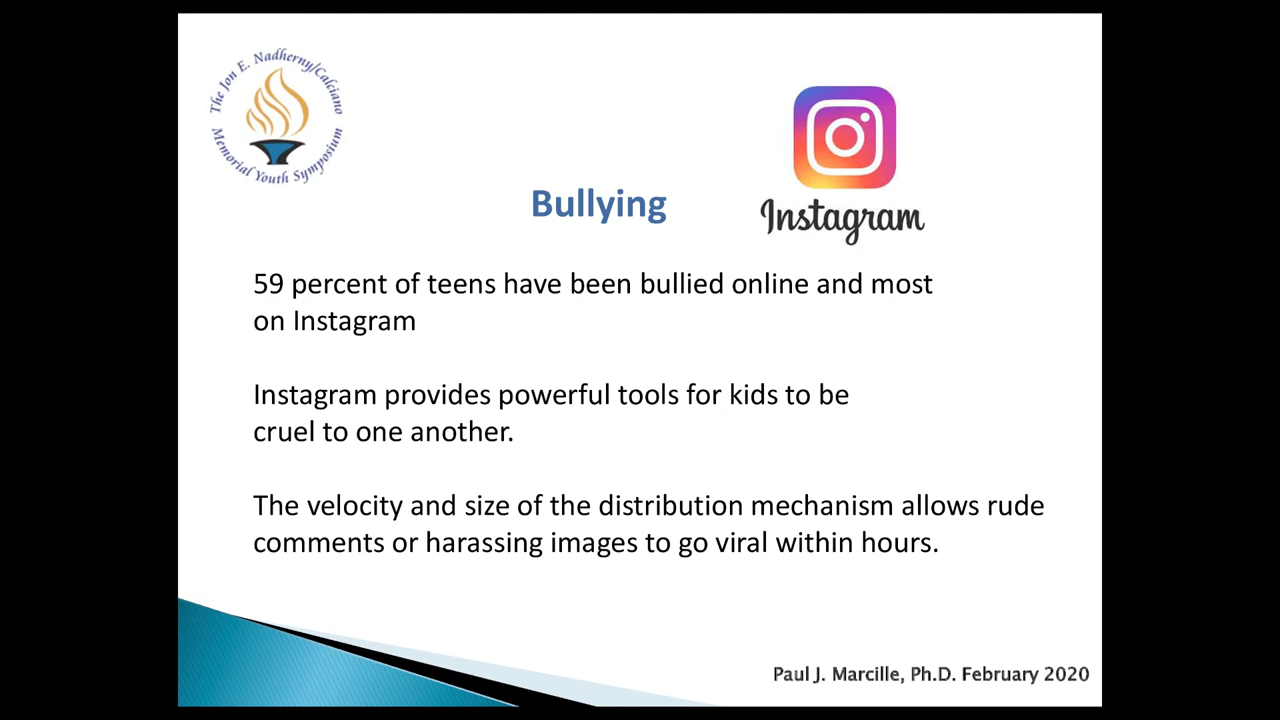 The Jon E. Nadherny/Calciano
Memorial Youth Symposium
Instagram
Bullying
59 percent of teens have been bullied online and most
on Instagram
Instagram provides powerful tools for kids to be
cruel to one another.
The velocity and size of the distribution mechanism allows rude
comments or harassing images to go viral within hours.
Paul J. Marcille, Ph.D. February 2020